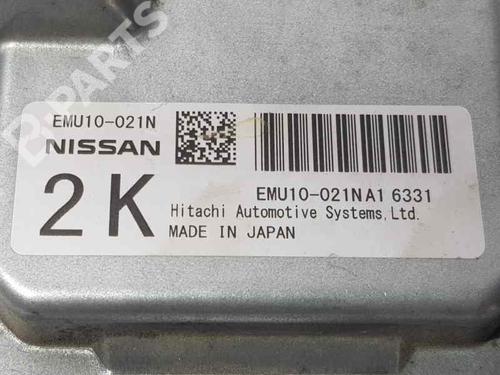 B PARTS
EMU10-021N
NISSAN
2K
EMU10-021NA1 6331
Hitachi Automotive Systems,Ltd.
MADE IN JAPAN